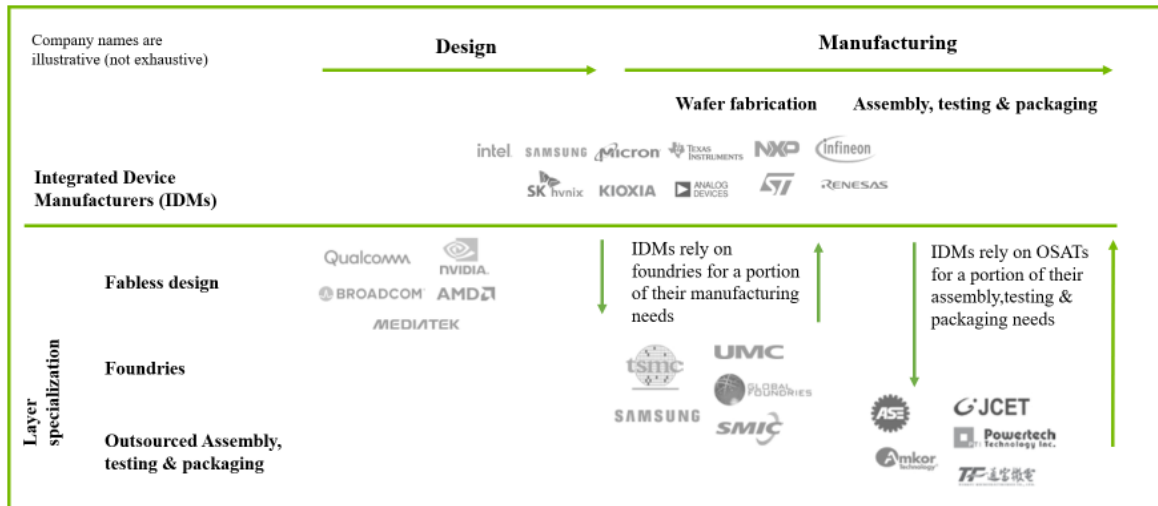 Company names are
illustrative (not exhaustive)
Design
Manufacturing
Wafer fabrication
Assembly, testing & packaging
Integrated Device
Manufacturers (IDMs)
intel
SAMSUNG
Micron
TEXAS
INSTRUMENTS
NXP
infineon
SK hynix
KIOXIA
ANALOG
DEVICES
ST
RENESAS
Layer
specialization
Fabless design
Qualcomm
NVIDIA
BROADCOM
AMD
MEDIATEK
IDMs rely on
foundries for a portion
of their manufacturing
needs
IDMs rely on OSATs
for a portion of their
assembly,testing &
packaging needs
Foundries
tsmc
UMC
GLOBAL
FOUNDRIES
SAMSUNG
SMIC
Outsourced Assembly,
testing & packaging
ASE
JCET
Powertech
PTI Technology Inc.
Amkor
Technology
TF